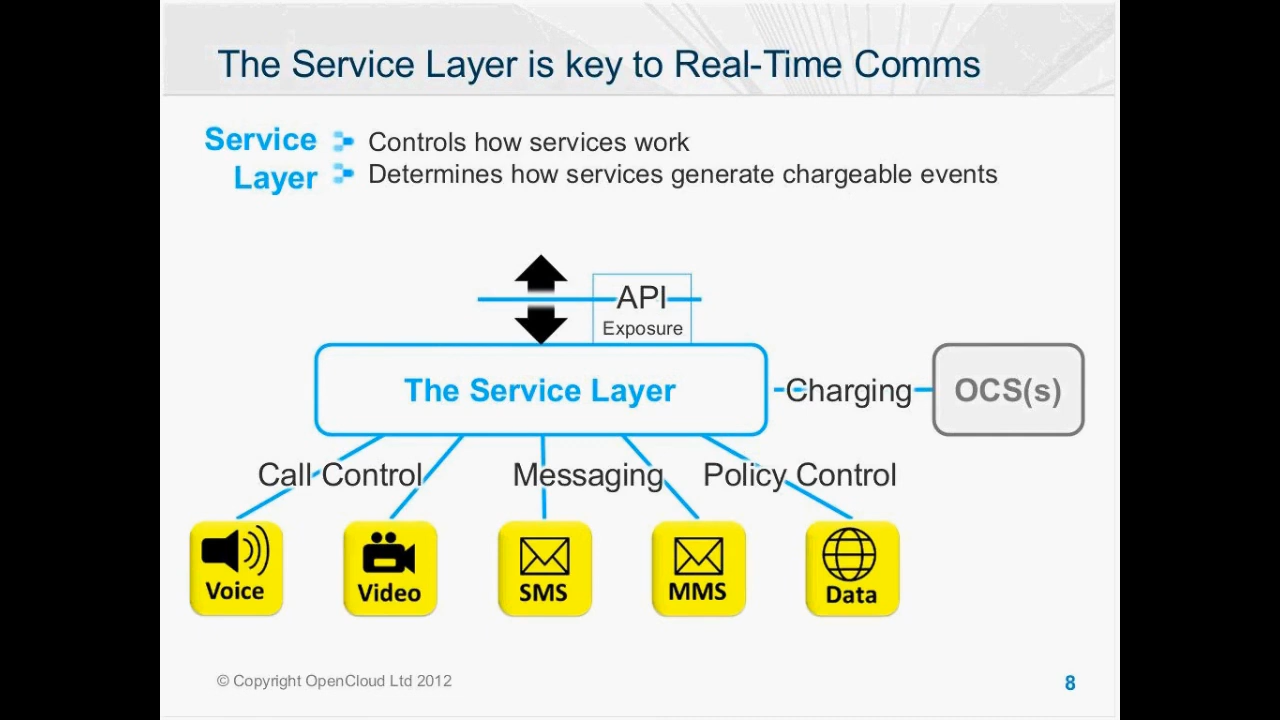 The Service Layer is key to Real-Time Comms
Service
Layer
Controls how services work
Determines how services generate chargeable events
API
Exposure
The Service Layer
Charging
OCS(s)
Call Control
Messaging
Policy Control
Voice
Video
SMS
MMS
Data
© Copyright OpenCloud Ltd 2012
8